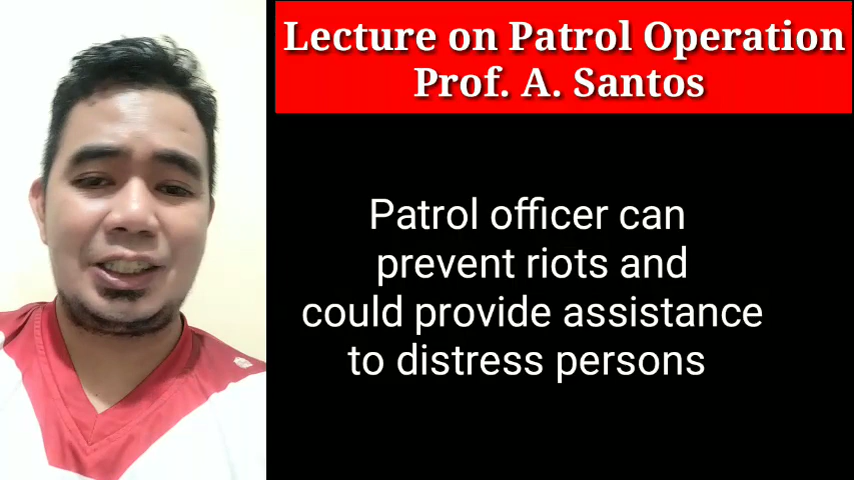 Lecture on Patrol Operation
Prof. A. Santos
Patrol officer can
prevent riots and
could provide assistance
to distress persons